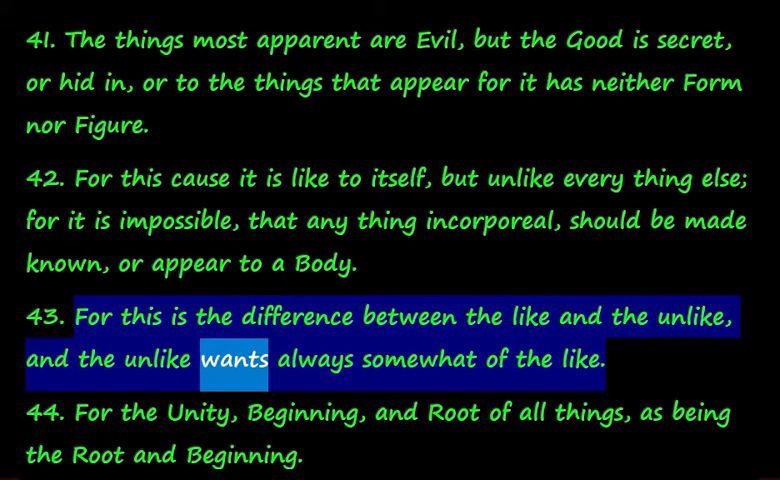 41. The things most apparent are Evil, but the Good is secret,
or hid in, or to the things that appear for it has neither Form
nor Figure.
42. For this cause it is like to itself, but unlike every thing else;
for it is impossible, that any thing incorporeal, should be made
known, or appear to a Body.
43. For this is the difference between the like and the unlike,
and the unlike wants always somewhat of the like.
44. For the Unity, Beginning, and Root of all things, as being
the Root and Beginning.